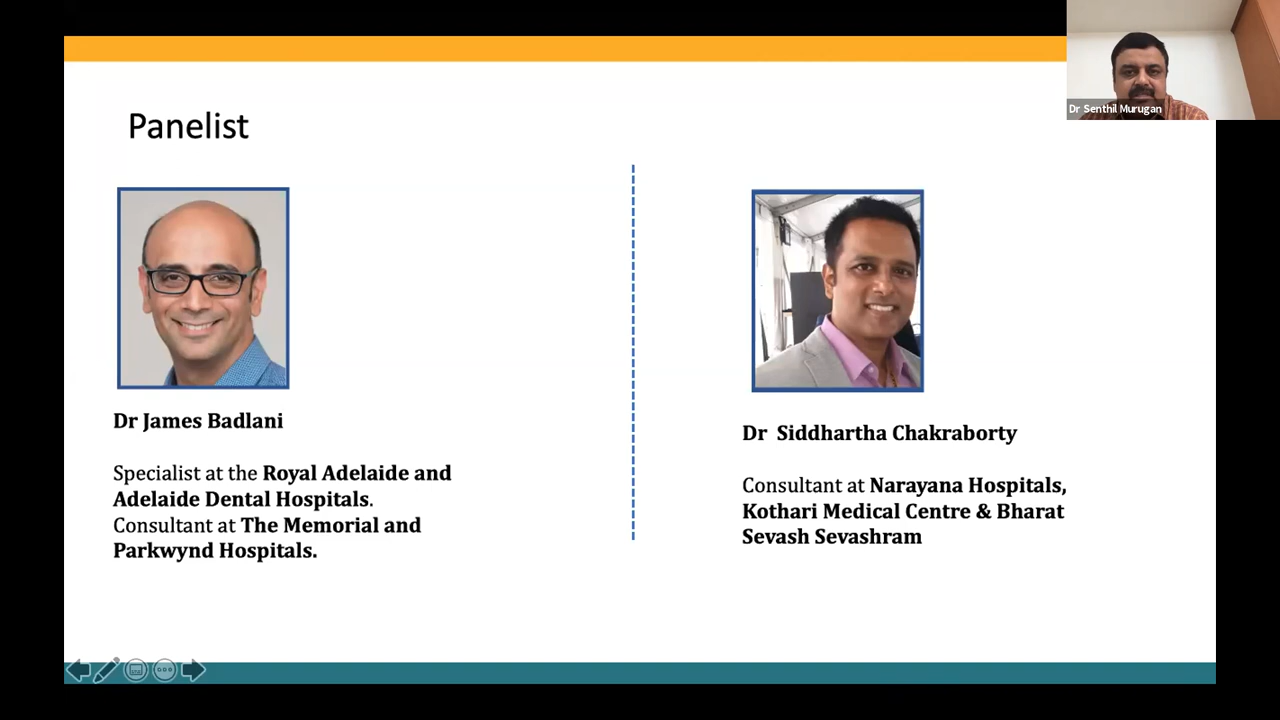 Dr Senthil Murugan
Panelist
Dr James Badlani
Specialist at the Royal Adelaide and
Adelaide Dental Hospitals.
Consultant at The Memorial and
Parkwynd Hospitals.
Dr Siddhartha Chakraborty
Consultant at Narayana Hospitals,
Kothari Medical Centre & Bharat
Sevash Sevashram